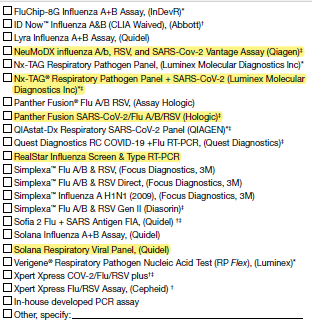 FluChip-8G Influenza A+B Assay, (InDevR)*
ID Now™ Influenza A&B (CLIA Waived), (Abbott)†
Lyra Influenza A+B Assay, (Quidel)
NeuMoDX influenza A/b, RSV, and SARS-Cov-2 Vantage Assay (Qiagen)‡
Nx-TAG Respiratory Pathogen Panel, (Luminex Molecular Diagnostics Inc)*
Nx-TAG® Respiratory Pathogen Panel + SARS-CoV-2 (Luminex Molecular
Diagnostics Inc)*‡
Panther Fusion® Flu A/B RSV, (Assay Hologic)
Panther Fusion SARS-CoV-2/Flu A/B/RSV (Hologic)‡
QIAstat-Dx Respiratory SARS-CoV-2 Panel (QIAGEN)*‡
Quest Diagnostics RC COVID-19 +Flu RT-PCR, (Quest Diagnostics)‡
RealStar Influenza Screen & Type RT-PCR
Simplexa™ Flu A/B & RSV, (Focus Diagnostics, 3M)
Simplexa™ Flu A/B & RSV Direct, (Focus Diagnostics, 3M)
Simplexa™ Influenza A H1N1 (2009), (Focus Diagnostics, 3M)
Simplexa™ Flu A/B & RSV Gen II (Diasorin)‡
Sofia 2 Flu + SARS Antigen FIA, (Quidel) †‡
Solana Influenza A+B Assay, (Quidel)
Solana Respiratory Viral Panel, (Quidel)
Verigene® Respiratory Pathogen Nucleic Acid Test (RP Flex), (Luminex)*
Xpert Xpress COV-2/Flu/RSV plus†‡
Xpert Xpress Flu/RSV Assay, (Cepheid) †
In-house developed PCR assay
Other, specify: